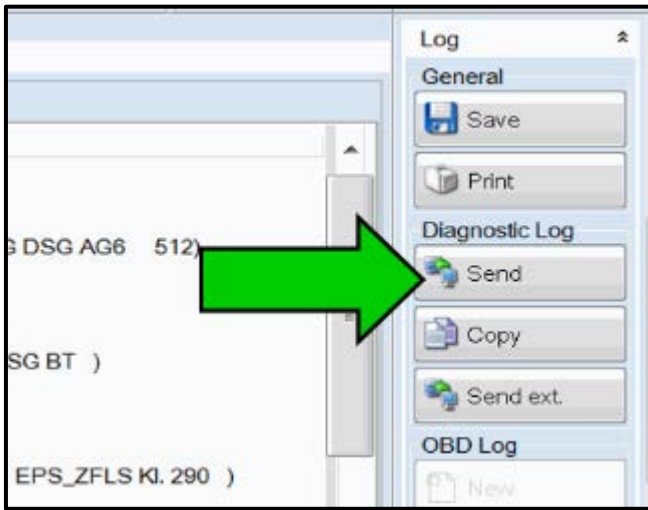 Log
General
Save
Print
G DSG AG6 512)
Diagnostic Log
Send
Copy
SG BT )
Send ext.
OBD Log
EPS_ZFLS Kl. 290 )
New